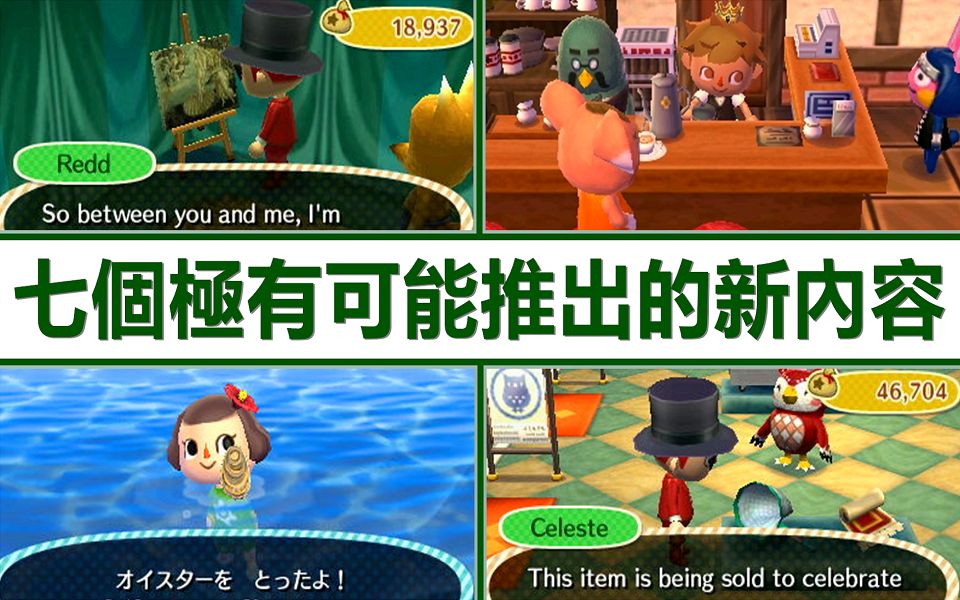 18,937
Redd
So between you and me, I'm
七個極有可能推出的新內容
オイスターを とったよ！
46,704
Celeste
This item is being sold to celebrate